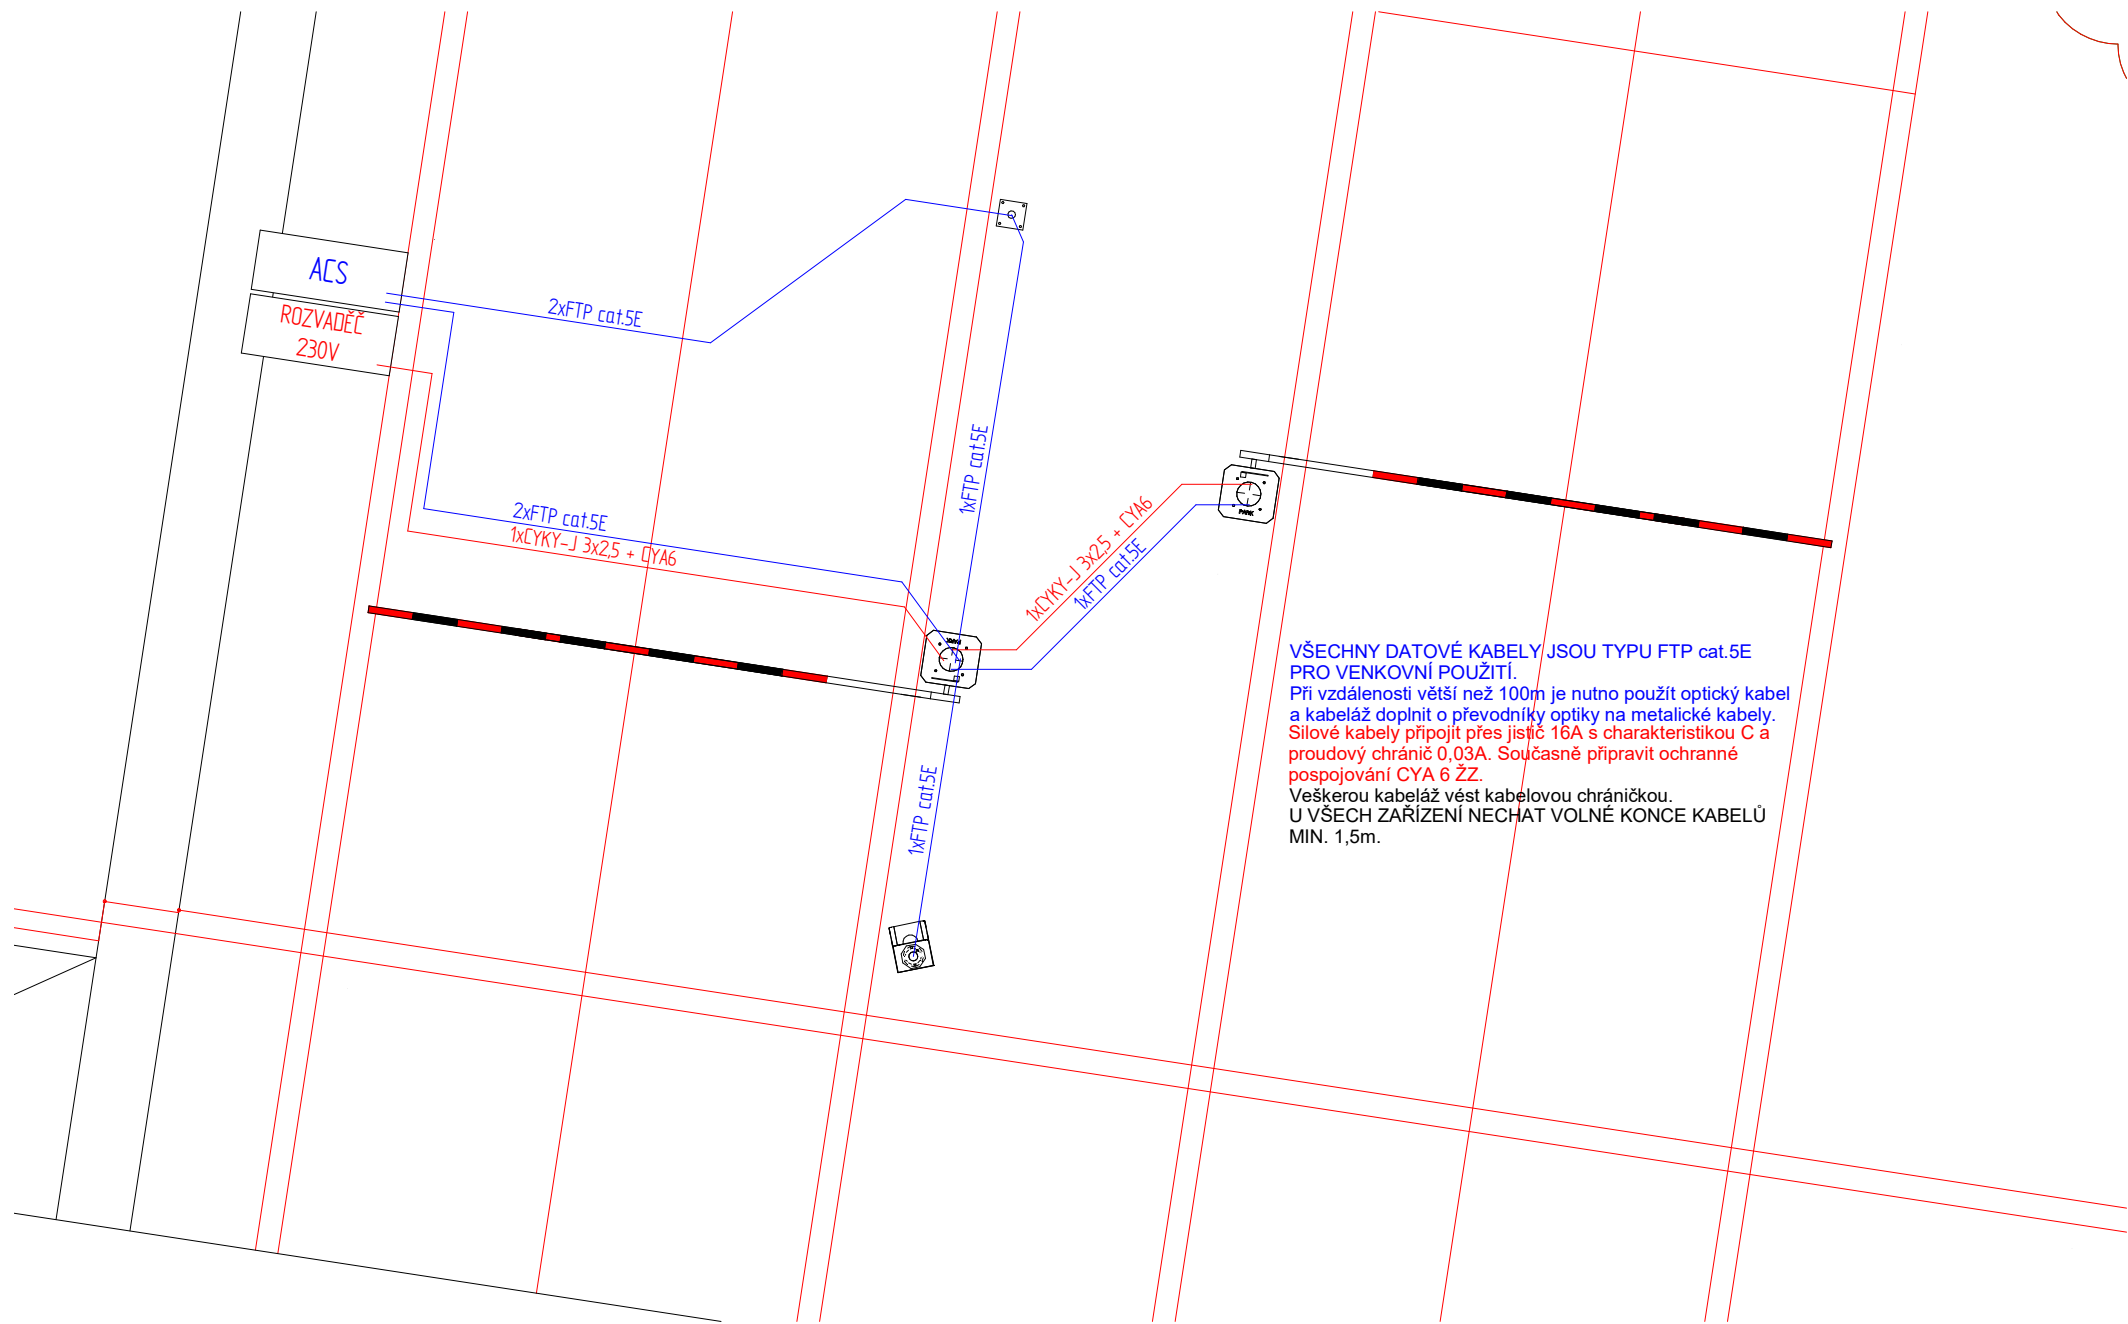 ACS
ROZVADĚČ
230V
2xFTP cat.5E
1xFTP cat.5E
2xFTP cat.5E
1xCYKY-J 3x2,5 + CYA6
1xCYKY-J 3x2,5 + CYA6
1xFTP cat.5E
PARK
PARK
1xFTP cat.5E
VŠECHNY DATOVÉ KABELY JSOU TYPU FTP cat.5E
PRO VENKOVNÍ POUŽITÍ.
Při vzdálenosti větší než 100m je nutno použít optický kabel
a kabeláž doplnit o převodníky optiky na metalické kabely.
Silové kabely připojit přes jistič 16A s charakteristikou C a
proudový chránič 0,03A. Současně připravit ochranné
pospojování CYA 6 ŽZ.
Veškerou kabeláž vést kabelovou chráničkou.
U VŠECH ZAŘÍZENÍ NECHAT VOLNÉ KONCE KABELŮ
MIN. 1,5m.